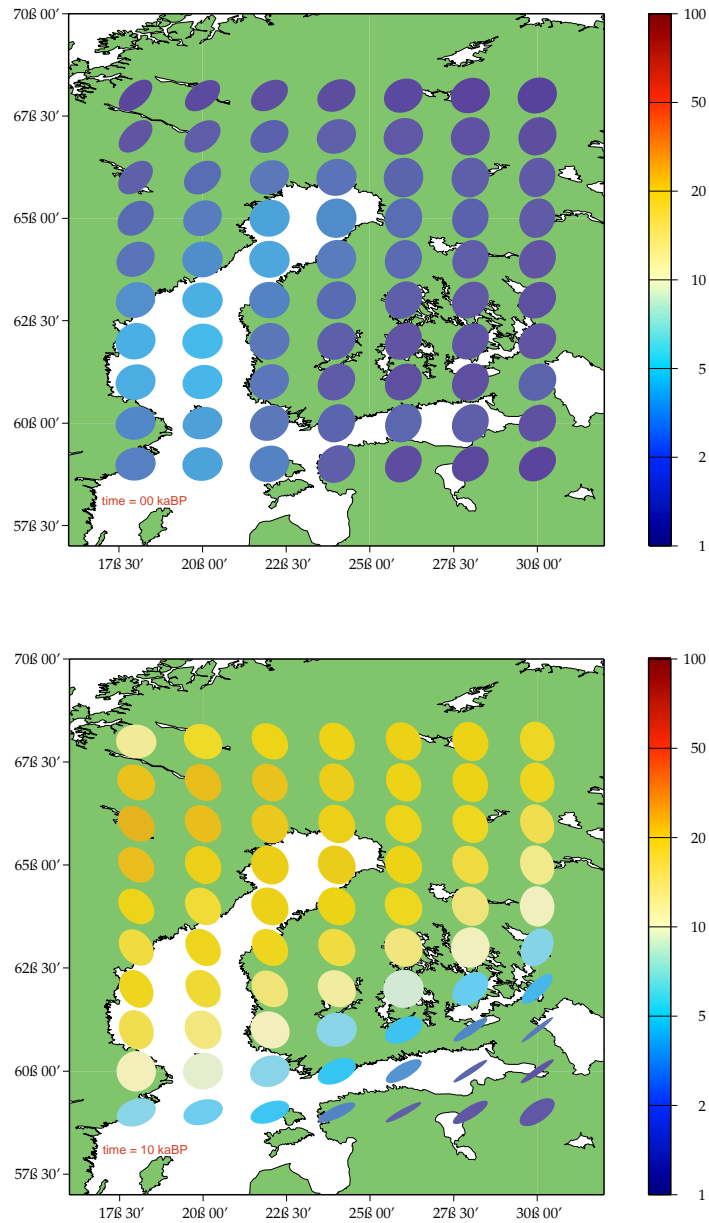 70ß 00′
100
67ß 30′
50
20
65ß 00′
10
62ß 30′
5
60ß 00′
2
time = 00 kaBP
57ß 30′
1
17ß 30′ 20ß 00′ 22ß 30′ 25ß 00′ 27ß 30′ 30ß 00′
70ß 00′
100
67ß 30′
50
20
65ß 00′
10
62ß 30′
5
60ß 00′
2
time = 10 kaBP
57ß 30′
1
17ß 30′ 20ß 00′ 22ß 30′ 25ß 00′ 27ß 30′ 30ß 00′